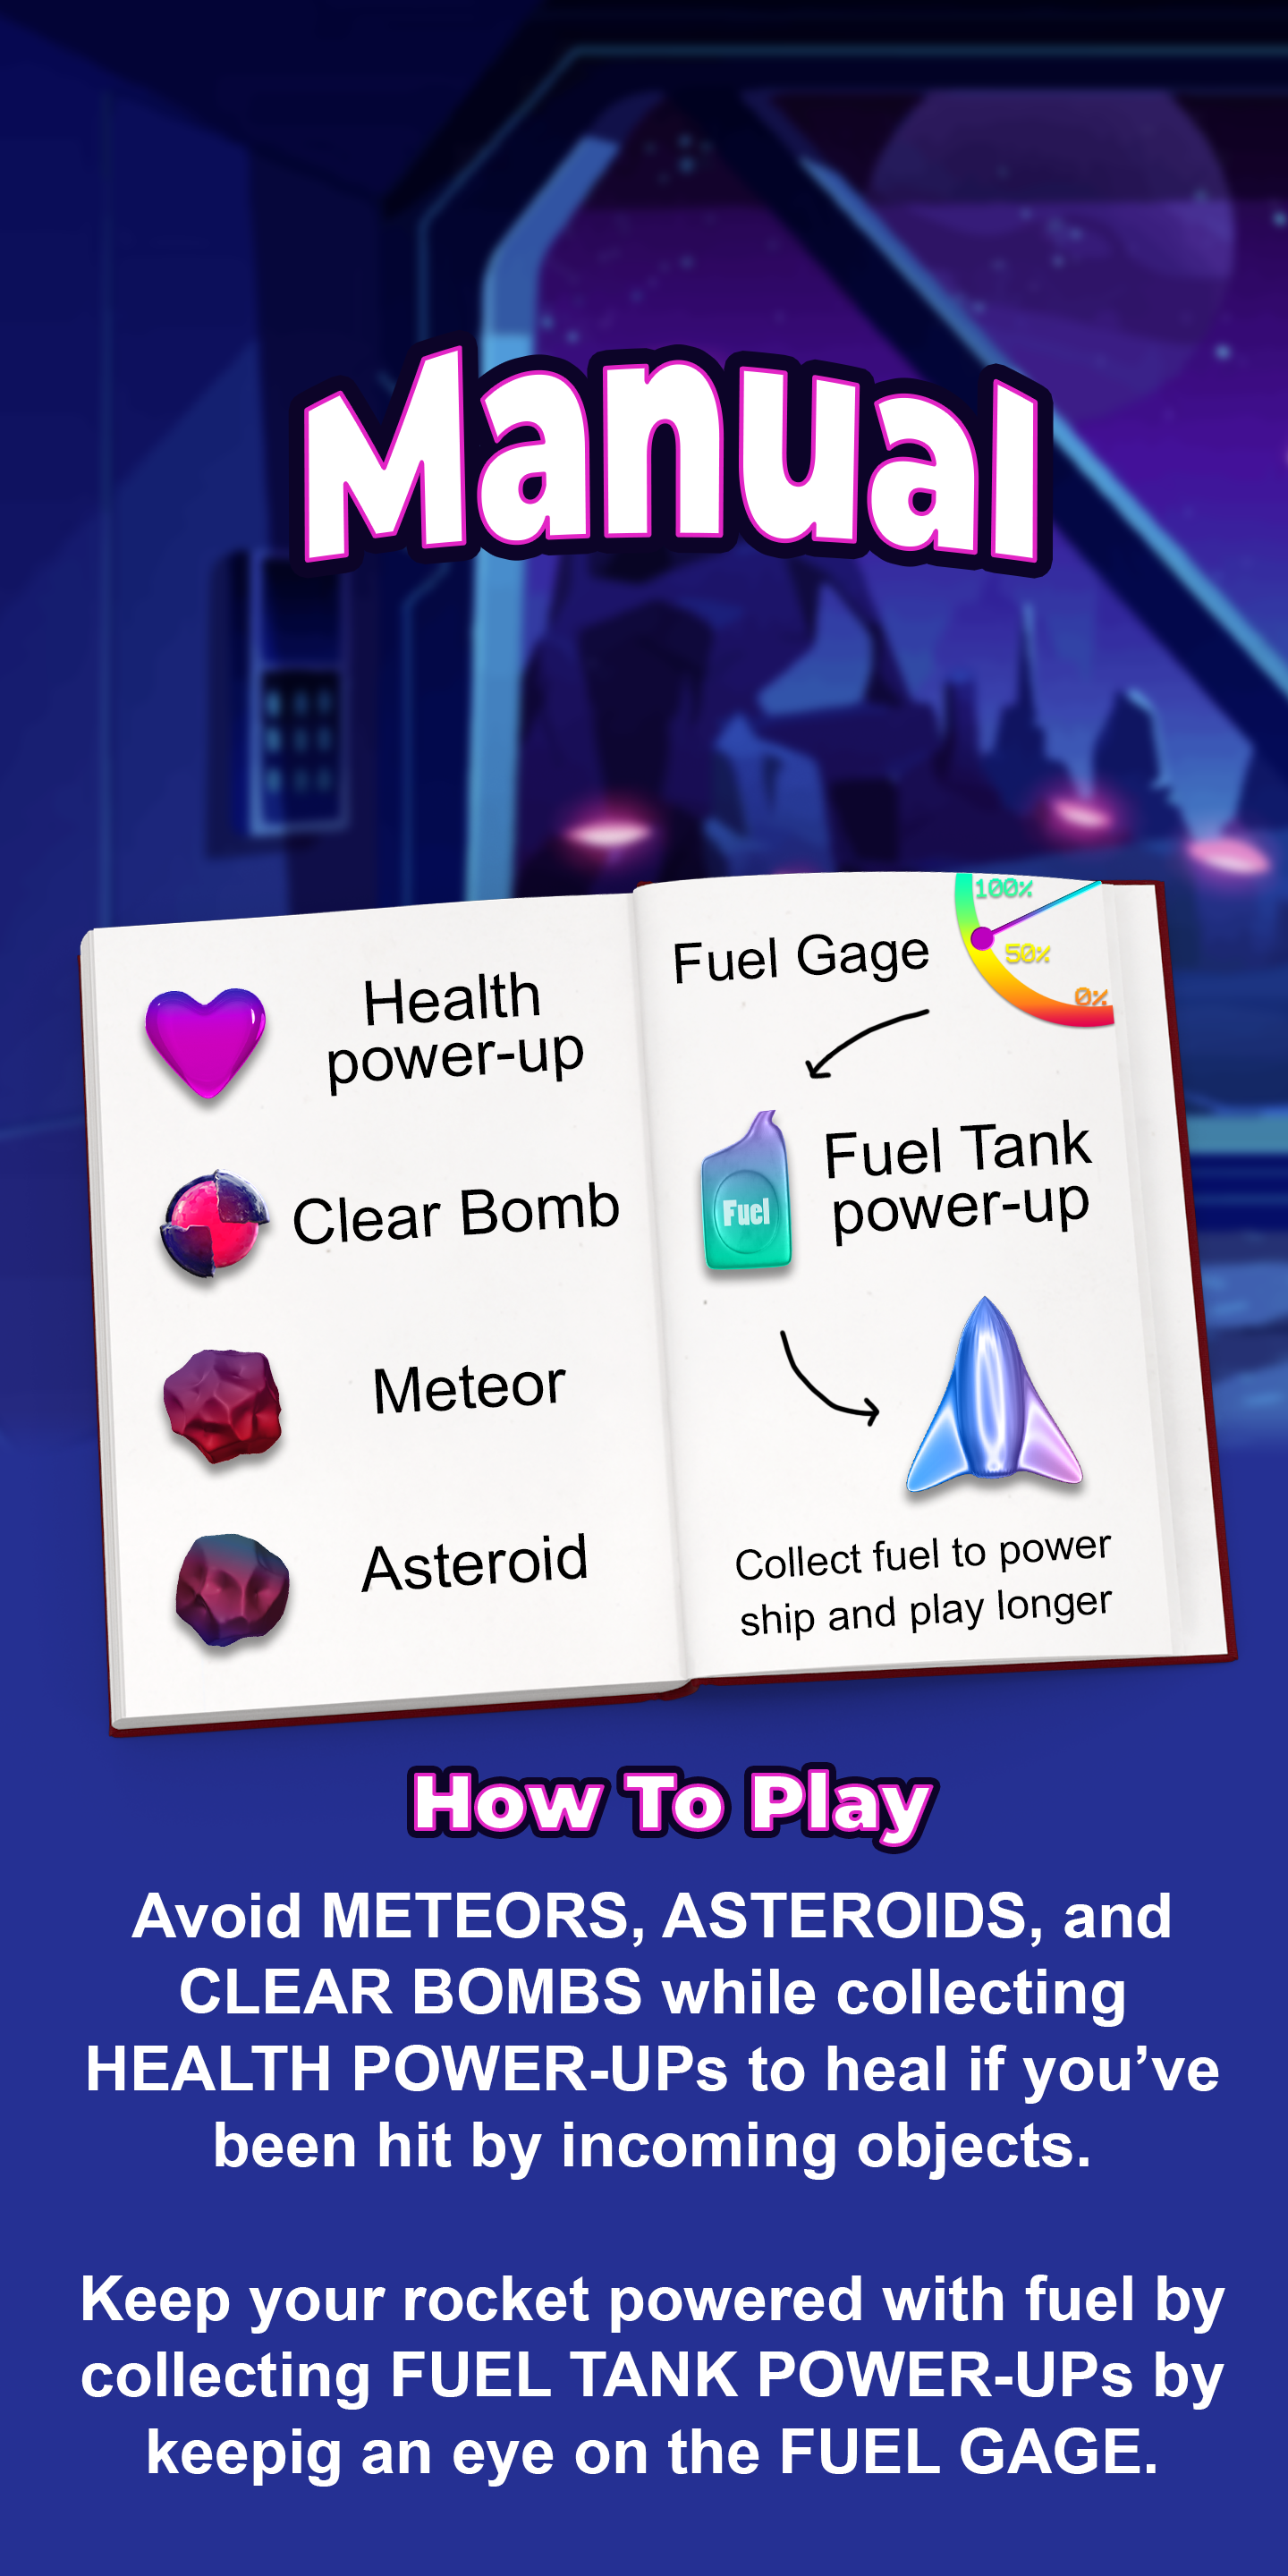 Manual
Health
power-up
Clear Bomb
Meteor
Asteroid
Fuel Gage
100%
50%
0%
Fuel
Fuel Tank
power-up
Collect fuel to power
ship and play longer
How To Play
Avoid METEORS, ASTEROIDS, and
CLEAR BOMBS while collecting
HEALTH POWER-UPs to heal if you’ve
been hit by incoming objects.
Keep your rocket powered with fuel by
collecting FUEL TANK POWER-UPs by
keepig an eye on the FUEL GAGE.